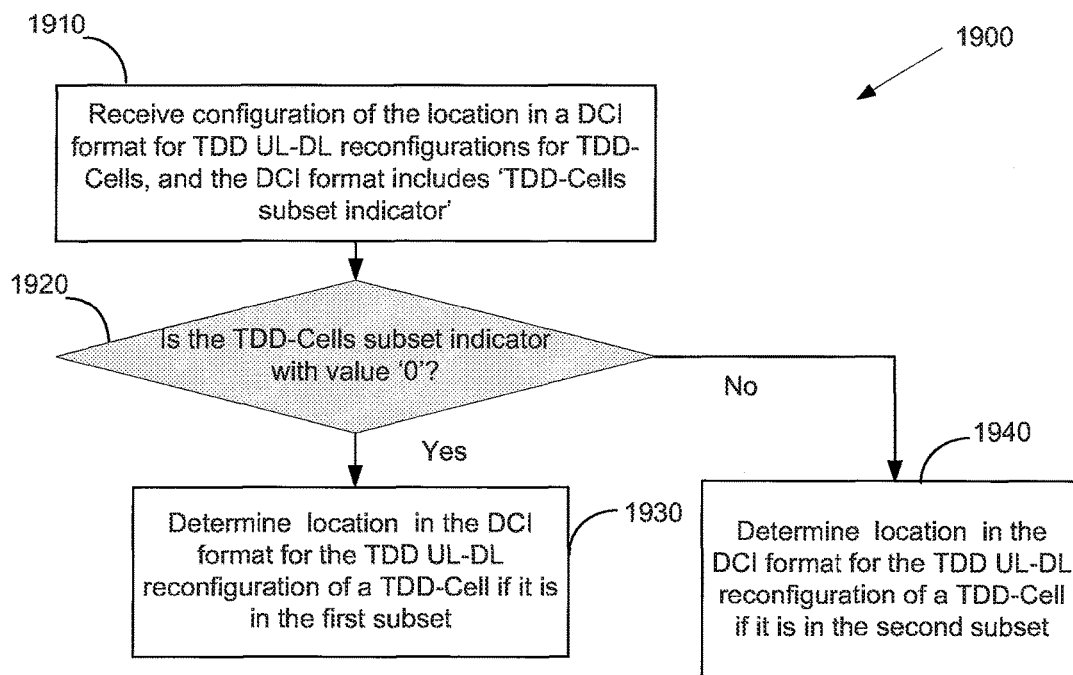 1910
1900
Receive configuration of the location in a DCI
format for TDD UL-DL reconfigurations for TDD-
Cells, and the DCI format includes ‘TDD-Cells
subset indicator’
1920
Is the TDD-Cells subset indicator
with value ‘0’?
No
Yes
1940
1930
Determine location in the DCI
format for the TDD UL-DL
reconfiguration of a TDD-Cell if it is
in the first subset
Determine location in the
DCI format for the TDD UL-DL
reconfiguration of a TDD-Cell
if it is in the second subset